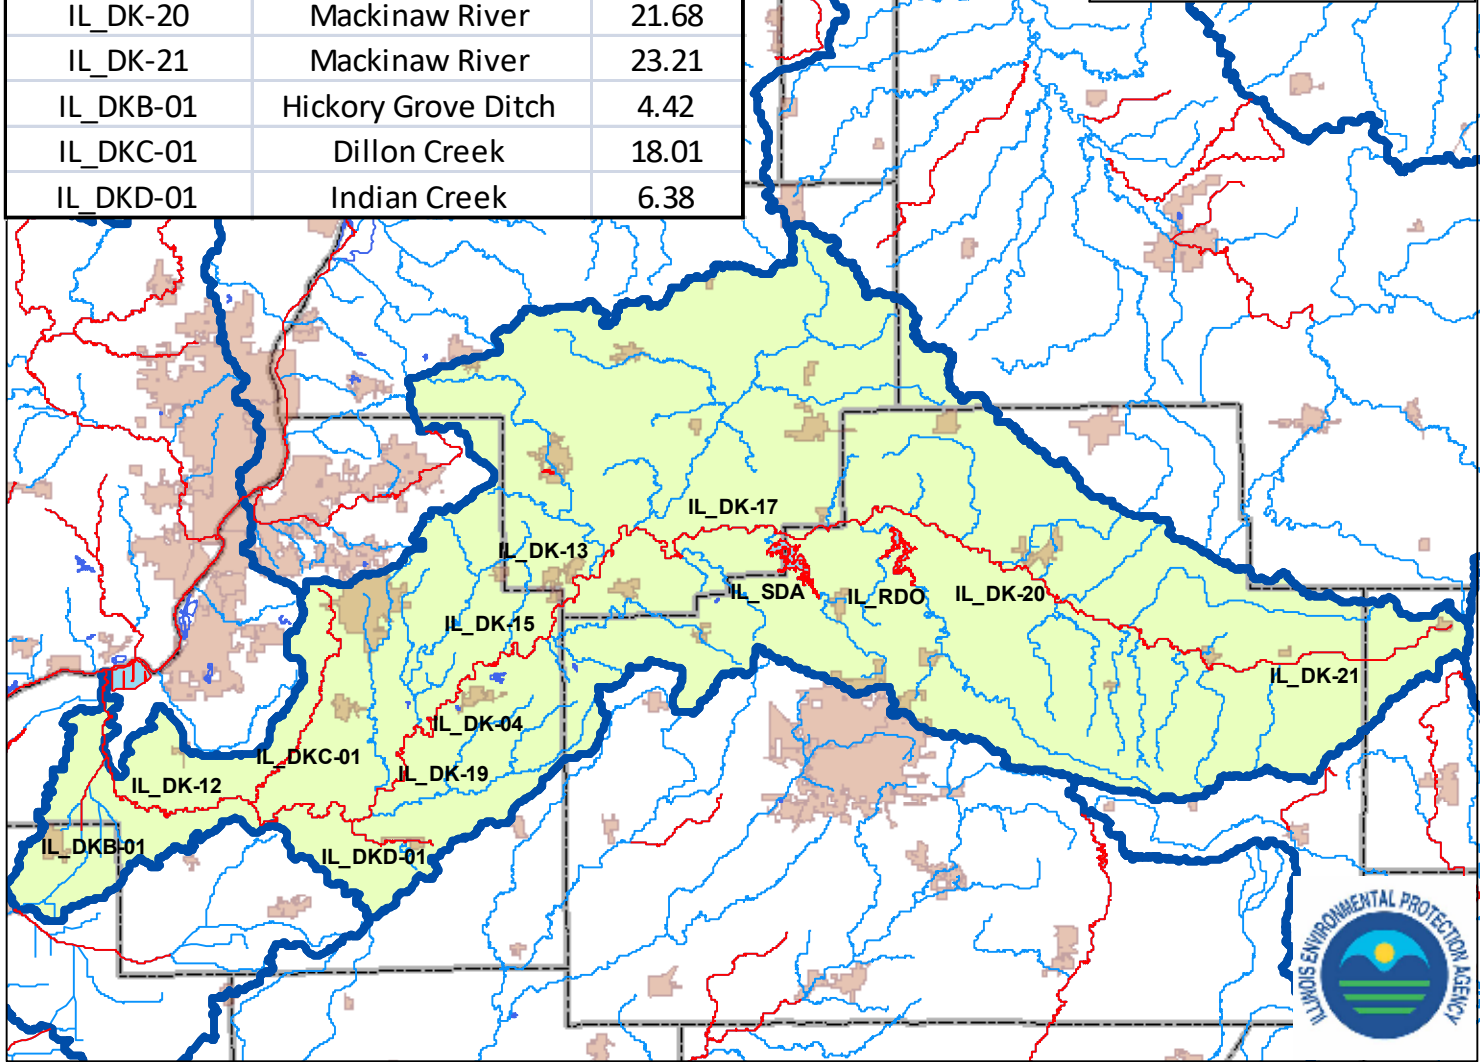 IL_DK-20 Mackinaw River 21.68
IL_DK-21 Mackinaw River 23.21
IL_DKB-01 Hickory Grove Ditch 4.42
IL_DKC-01 Dillon Creek 18.01
IL_DKD-01 Indian Creek 6.38
IL_DK-17
IL_DK-13
IL_SDA
IL_RDO
IL_DK-20
IL_DK-15
IL_DK-21
IL_DK-04
IL_DKC-01
IL_DK-19
IL_DK-12
IL_DKB-01
IL_DKD-01
ILLINOIS ENVIRONMENTAL PROTECTION AGENCY